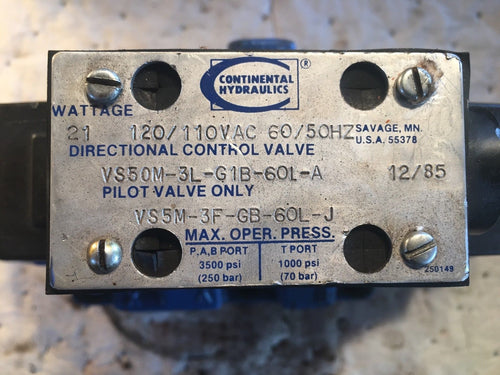 CONTINENTAL ®
HYDRAULICS
WATTAGE
21 120/110VAC 60/50HZ SAVAGE, MN.
U.S.A. 55378
DIRECTIONAL CONTROL VALVE
VS50M-3L-G1B-60L-A 12/85
PILOT VALVE ONLY
VS5M-3F-GB-60L-J
MAX. OPER. PRESS.
P,A,B PORT T PORT
3500 psi 1000 psi
(250 bar) (70 bar)
250149